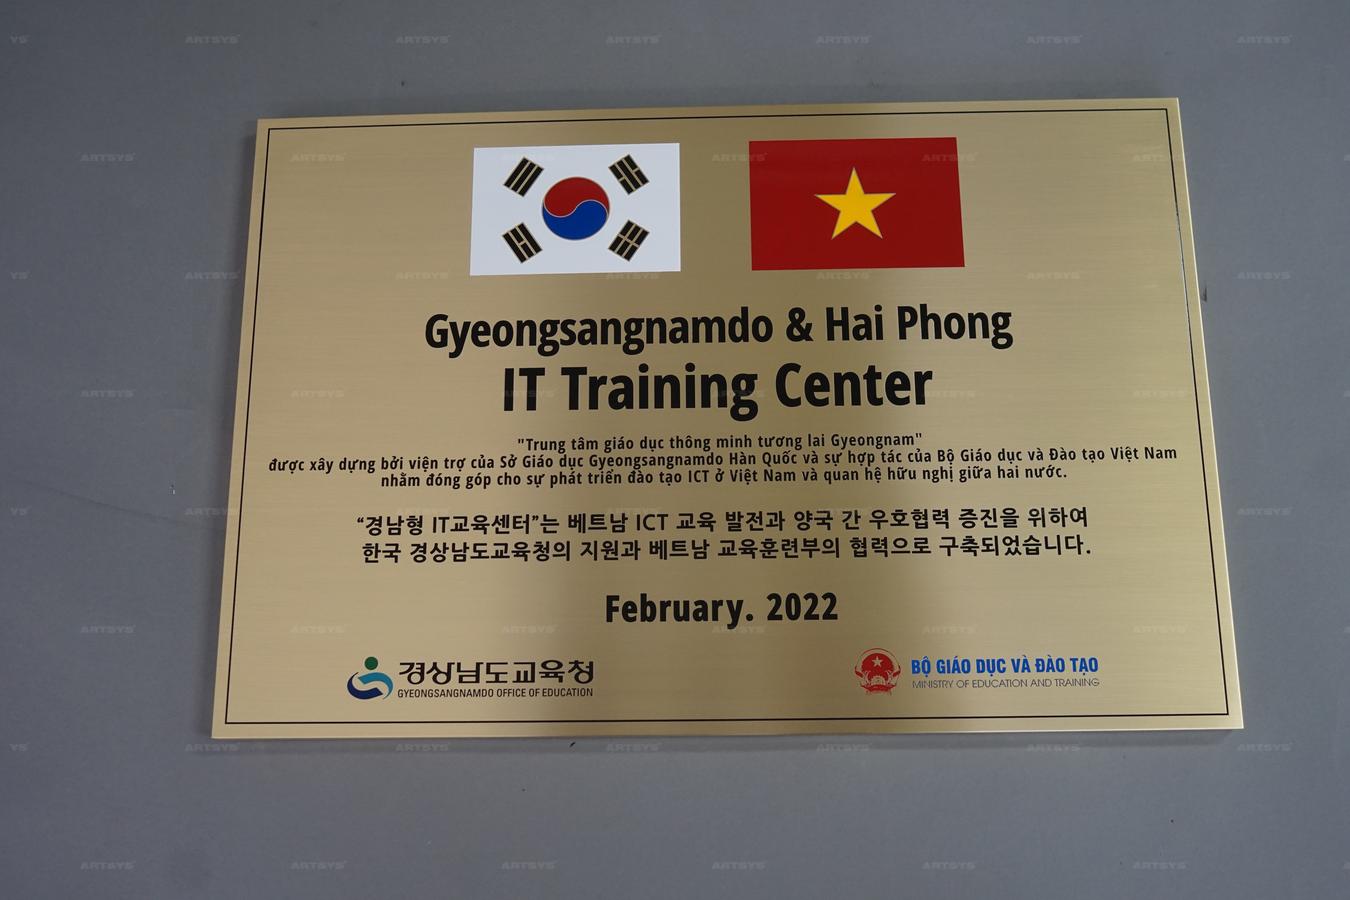 Gyeongsangnamdo & Hai Phong
IT Training Center
"Trung tâm giáo dục thông minh tương lai Gyeongnam"
được xây dựng bởi viện trợ của Sở Giáo dục Gyeongsangnamdo Hàn Quốc và sự hợp tác của Bộ Giáo dục và Đào tạo Việt Nam
nhằm đóng góp cho sự phát triển đào tạo ICT ở Việt Nam và quan hệ hữu nghị giữa hai nước.
“경남형 IT교육센터”는 베트남 ICT 교육 발전과 양국 간 우호협력 증진을 위하여
한국 경상남도교육청의 지원과 베트남 교육훈련부의 협력으로 구축되었습니다.
February. 2022
경상남도교육청
GYEONGSANGNAMDO OFFICE OF EDUCATION
BỘ GIÁO DỤC VÀ ĐÀO TẠO
MINISTRY OF EDUCATION AND TRAINING
ARTSYS